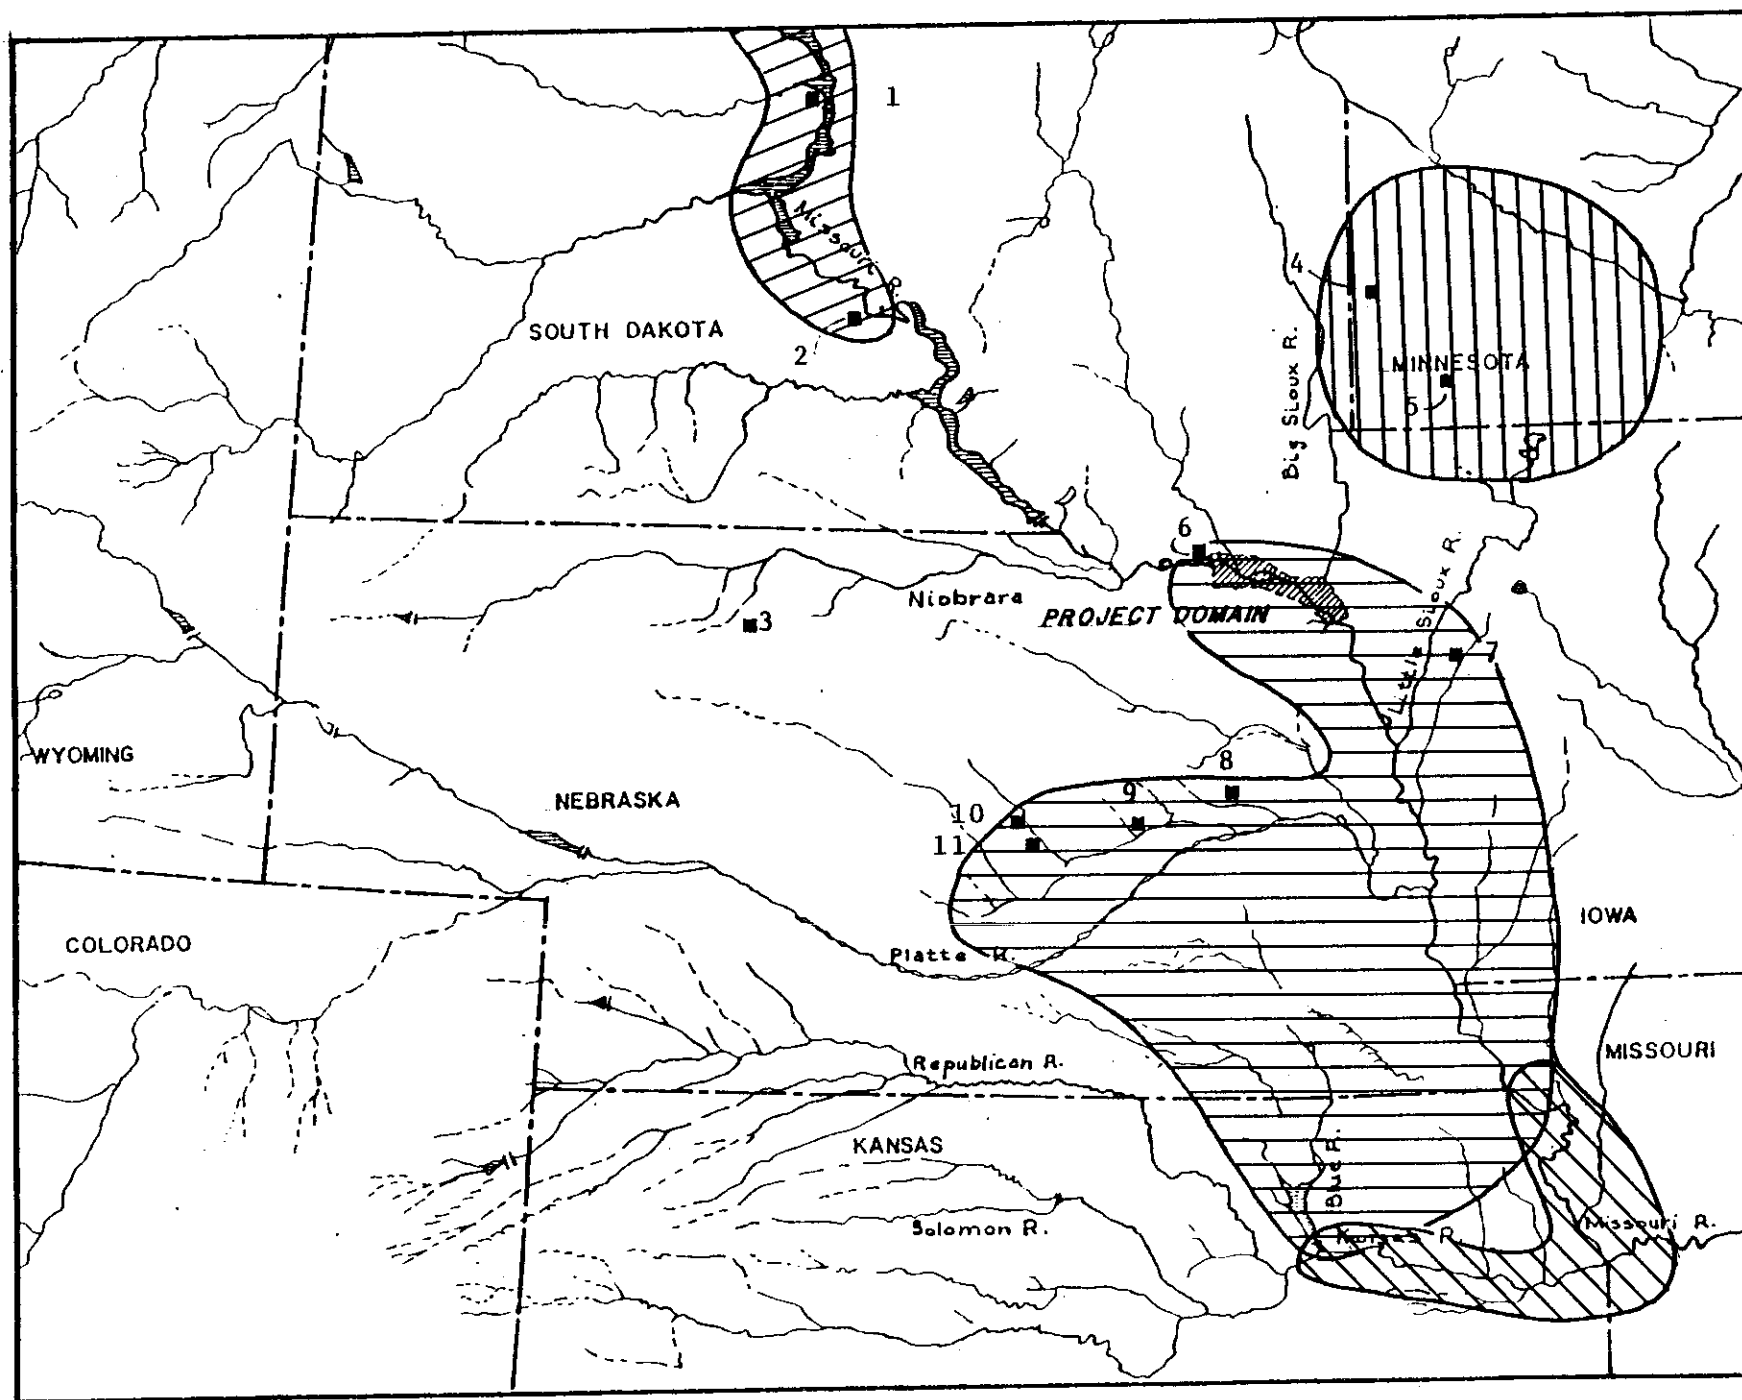 1
Missouri R.
4
SOUTH DAKOTA
2
Big Sioux R.
MINNESOTA
5
6
Niobrara
PROJECT DOMAIN
3
Little Sioux R.
7
WYOMING
8
NEBRASKA
9
10
11
IOWA
COLORADO
Platte R.
MISSOURI
Republican R.
KANSAS
Blue R.
Solomon R.
Missouri R.
Kansas R.